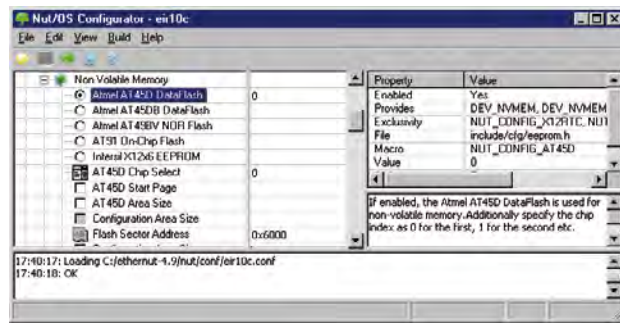 Nut/OS Configurator - eir10c
File Edit View Build Help
Non Volatile Memory
Atmel AT45D DataFlash 0
Atmel AT45DB DataFlash
Atmel AT49BV NOR Flash
AT91 On-Chip Flash
Intersil X12x6 EEPROM
AT45D Chip Select 0
AT45D Start Page
AT45D Area Size
Configuration Area Size
Flash Sector Address 0x6000
Property Value
Enabled Yes
Provides DEV_NVMEM, DEV_NVMEM
Exclusivity NUT_CONFIG_X12RTC, NUT
File include/cfg/eeprom.h
Macro NUT_CONFIG_AT45D
Value 0
If enabled, the Atmel AT45D DataFlash is used for
non-volatile memory.Additionally specify the chip
index as 0 for the first, 1 for the second etc.
17:40:17: Loading C:/ethernut-4.9/nut/conf/eir10c.conf
17:40:18: OK